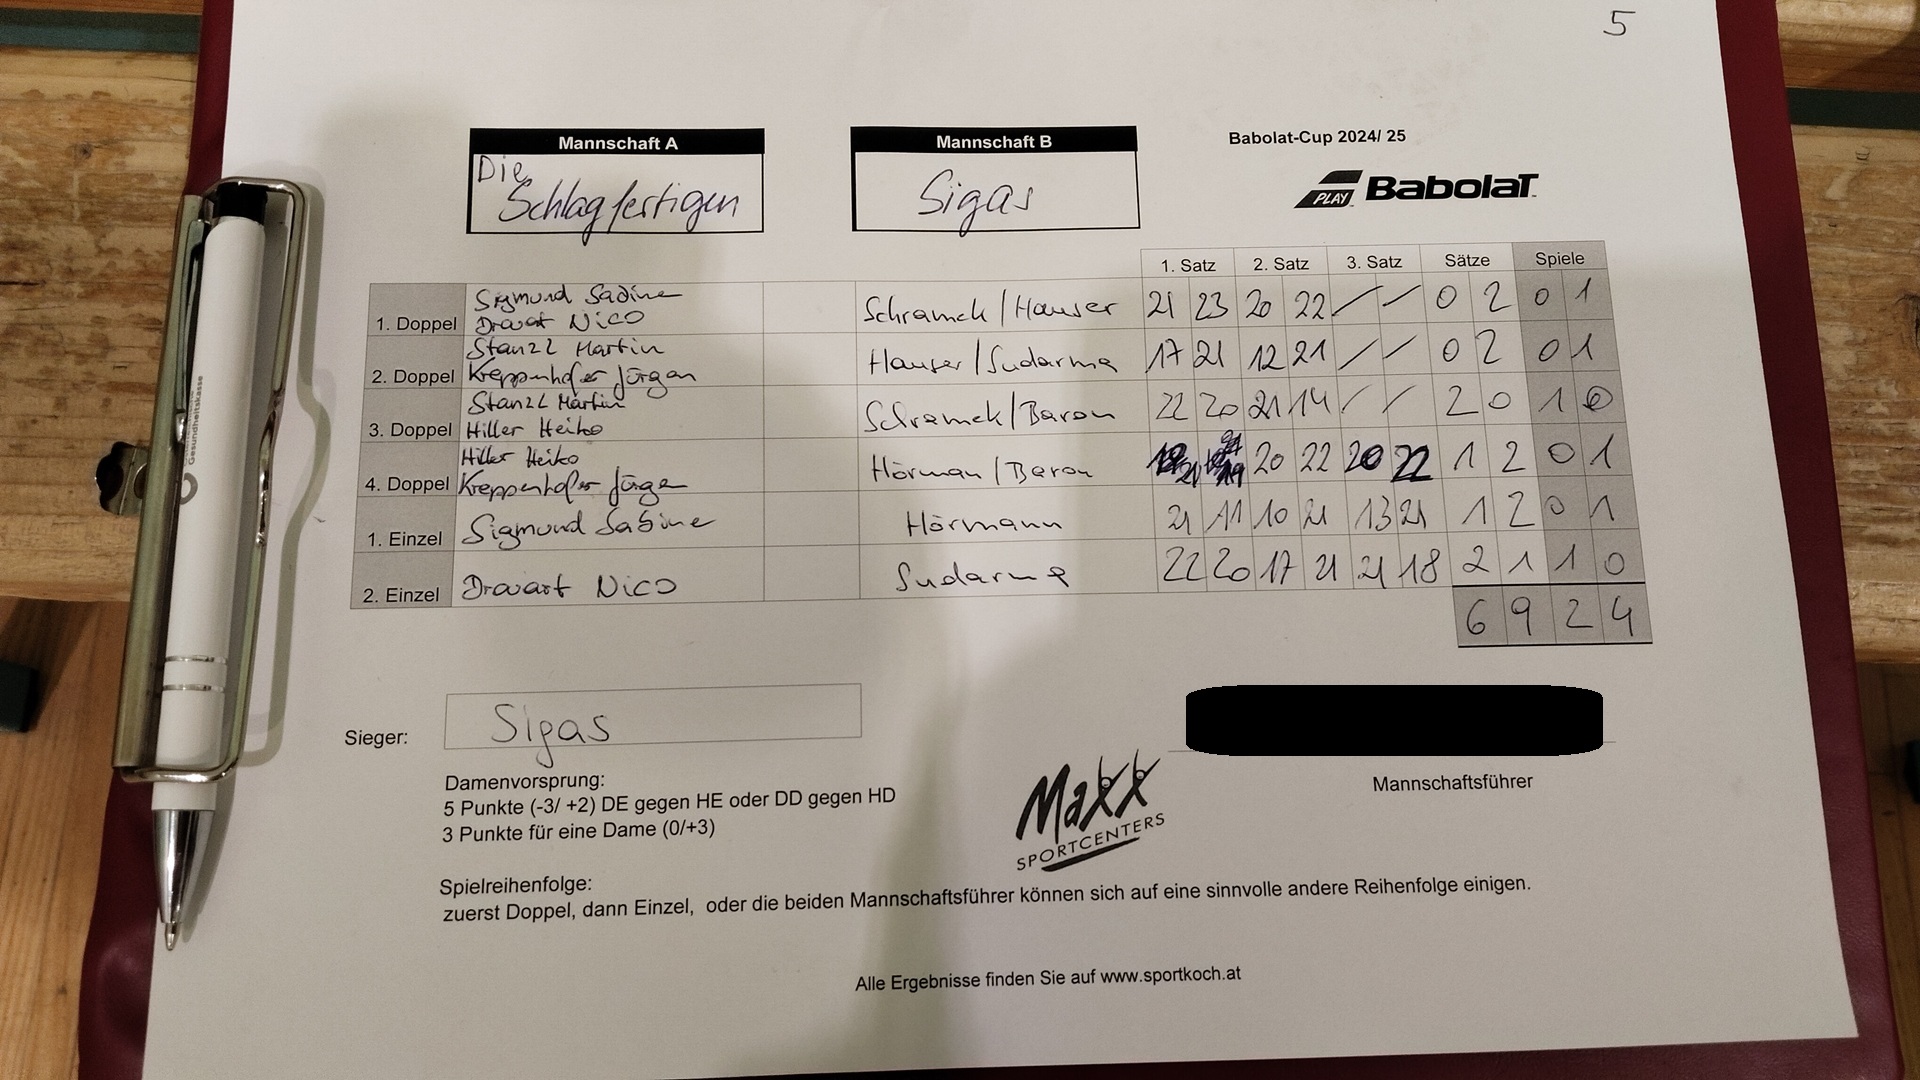 5
Mannschaft A
Die
Schlagfertigen
Mannschaft B
Sigas
Babolat-Cup 2024/ 25
PLAY BabolaT
1. Satz 2. Satz 3. Satz Sätze Spiele
Sigmund Sabine
1. Doppel Dravart Nico Schramek/Hauser 21 23 20 22 / / 0 2 0 1
Stanzl Martin
2. Doppel Kreppenhofer Jürgen Hauser/Sudarma 17 21 12 21 / / 0 2 0 1
Stanzl Martin
3. Doppel Hiller Heiko Schramek/Baron 22 20 21 14 / / 2 0 1 0
Hiller Heiko
4. Doppel Kreppenhofer Jürgen Hörman/Baron 21 19 20 22 20 22 1 2 0 1
1. Einzel Sigmund Sabine Hörmann 21 11 10 21 13 21 1 2 0 1
2. Einzel Dravart Nico Sudarma 22 20 17 21 21 18 2 1 1 0
6 9 2 4
Sieger: Sigas
Mannschaftsführer
Damenvorsprung:
5 Punkte (-3/ +2) DE gegen HE oder DD gegen HD
3 Punkte für eine Dame (0/+3)
Maxx
SPORTCENTERS
Spielreihenfolge:
zuerst Doppel, dann Einzel, oder die beiden Mannschaftsführer können sich auf eine sinnvolle andere Reihenfolge einigen.
Alle Ergebnisse finden Sie auf www.sportkoch.at
Gesundheitskasse